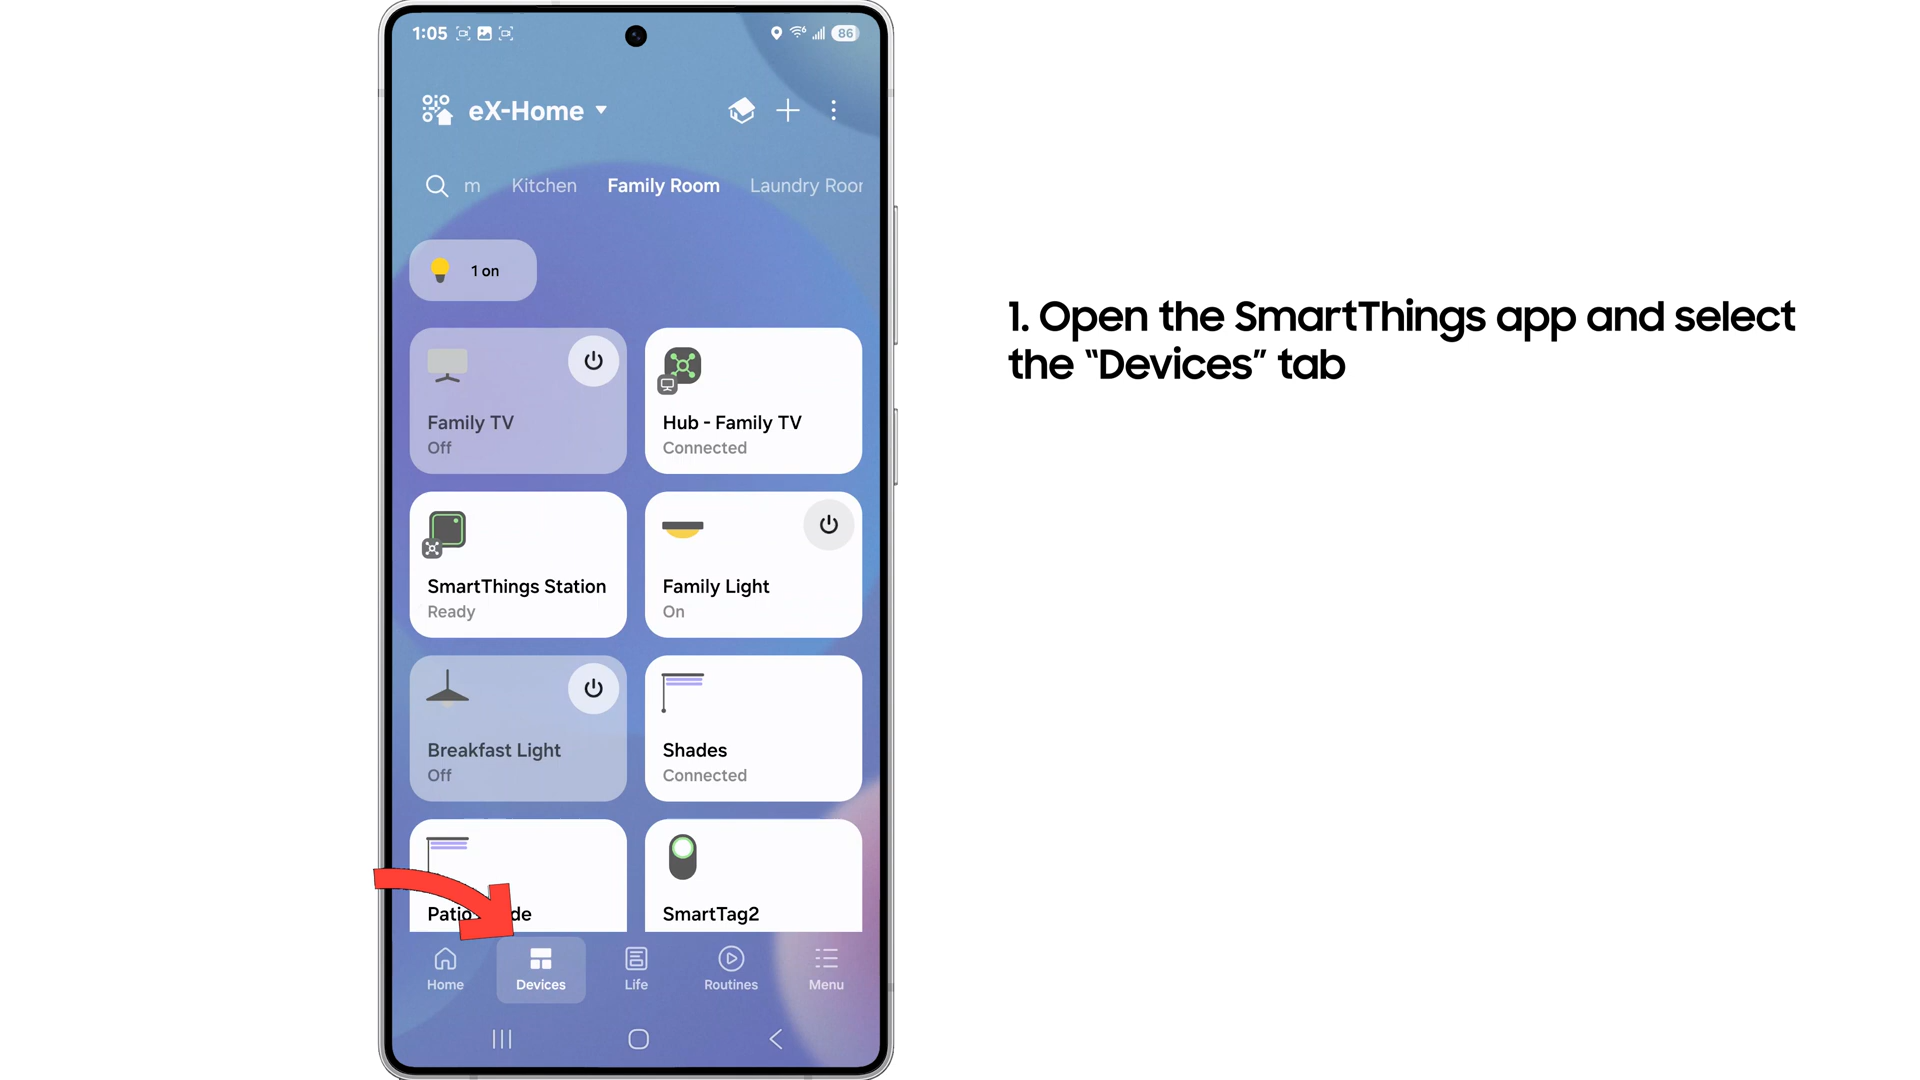 1:05
86
eX-Home
m Kitchen Family Room Laundry Roor
1 on
Family TV
Off
Hub - Family TV
Connected
SmartThings Station
Ready
Family Light
On
Breakfast Light
Off
Shades
Connected
Patio de
SmartTag2
Home Devices Life Routines Menu
1. Open the SmartThings app and select
the “Devices” tab